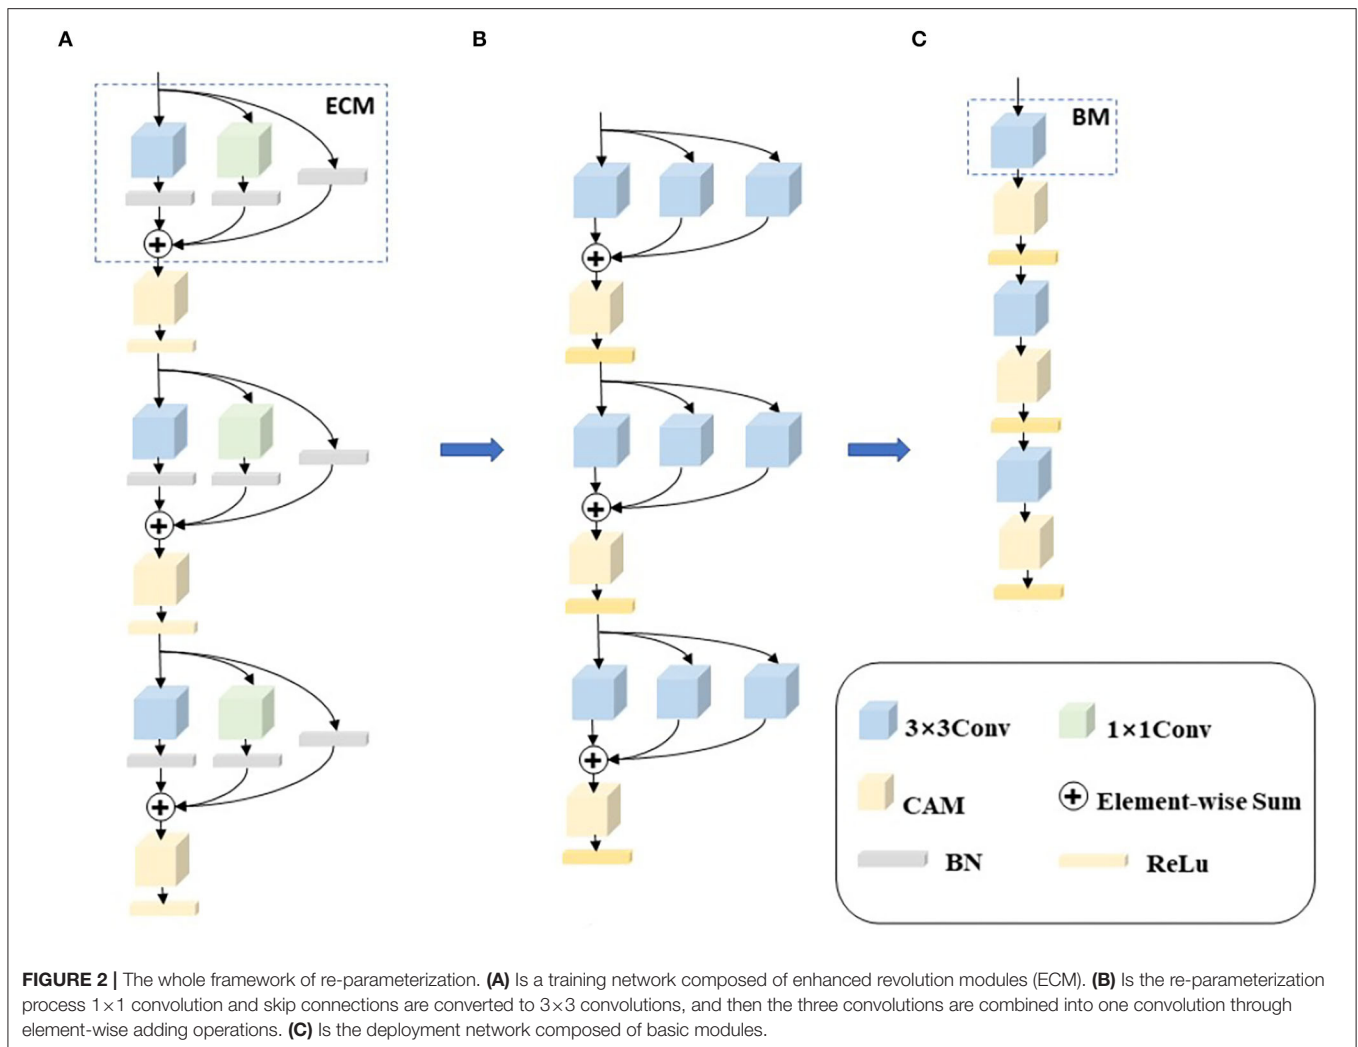 A
B
C
ECM
BM
3×3Conv
1×1Conv
CAM
Element-wise Sum
BN
ReLu
FIGURE 2 | The whole framework of re-parameterization. (A) Is a training network composed of enhanced revolution modules (ECM). (B) Is the re-parameterization
process 1×1 convolution and skip connections are converted to 3×3 convolutions, and then the three convolutions are combined into one convolution through
element-wise adding operations. (C) Is the deployment network composed of basic modules.